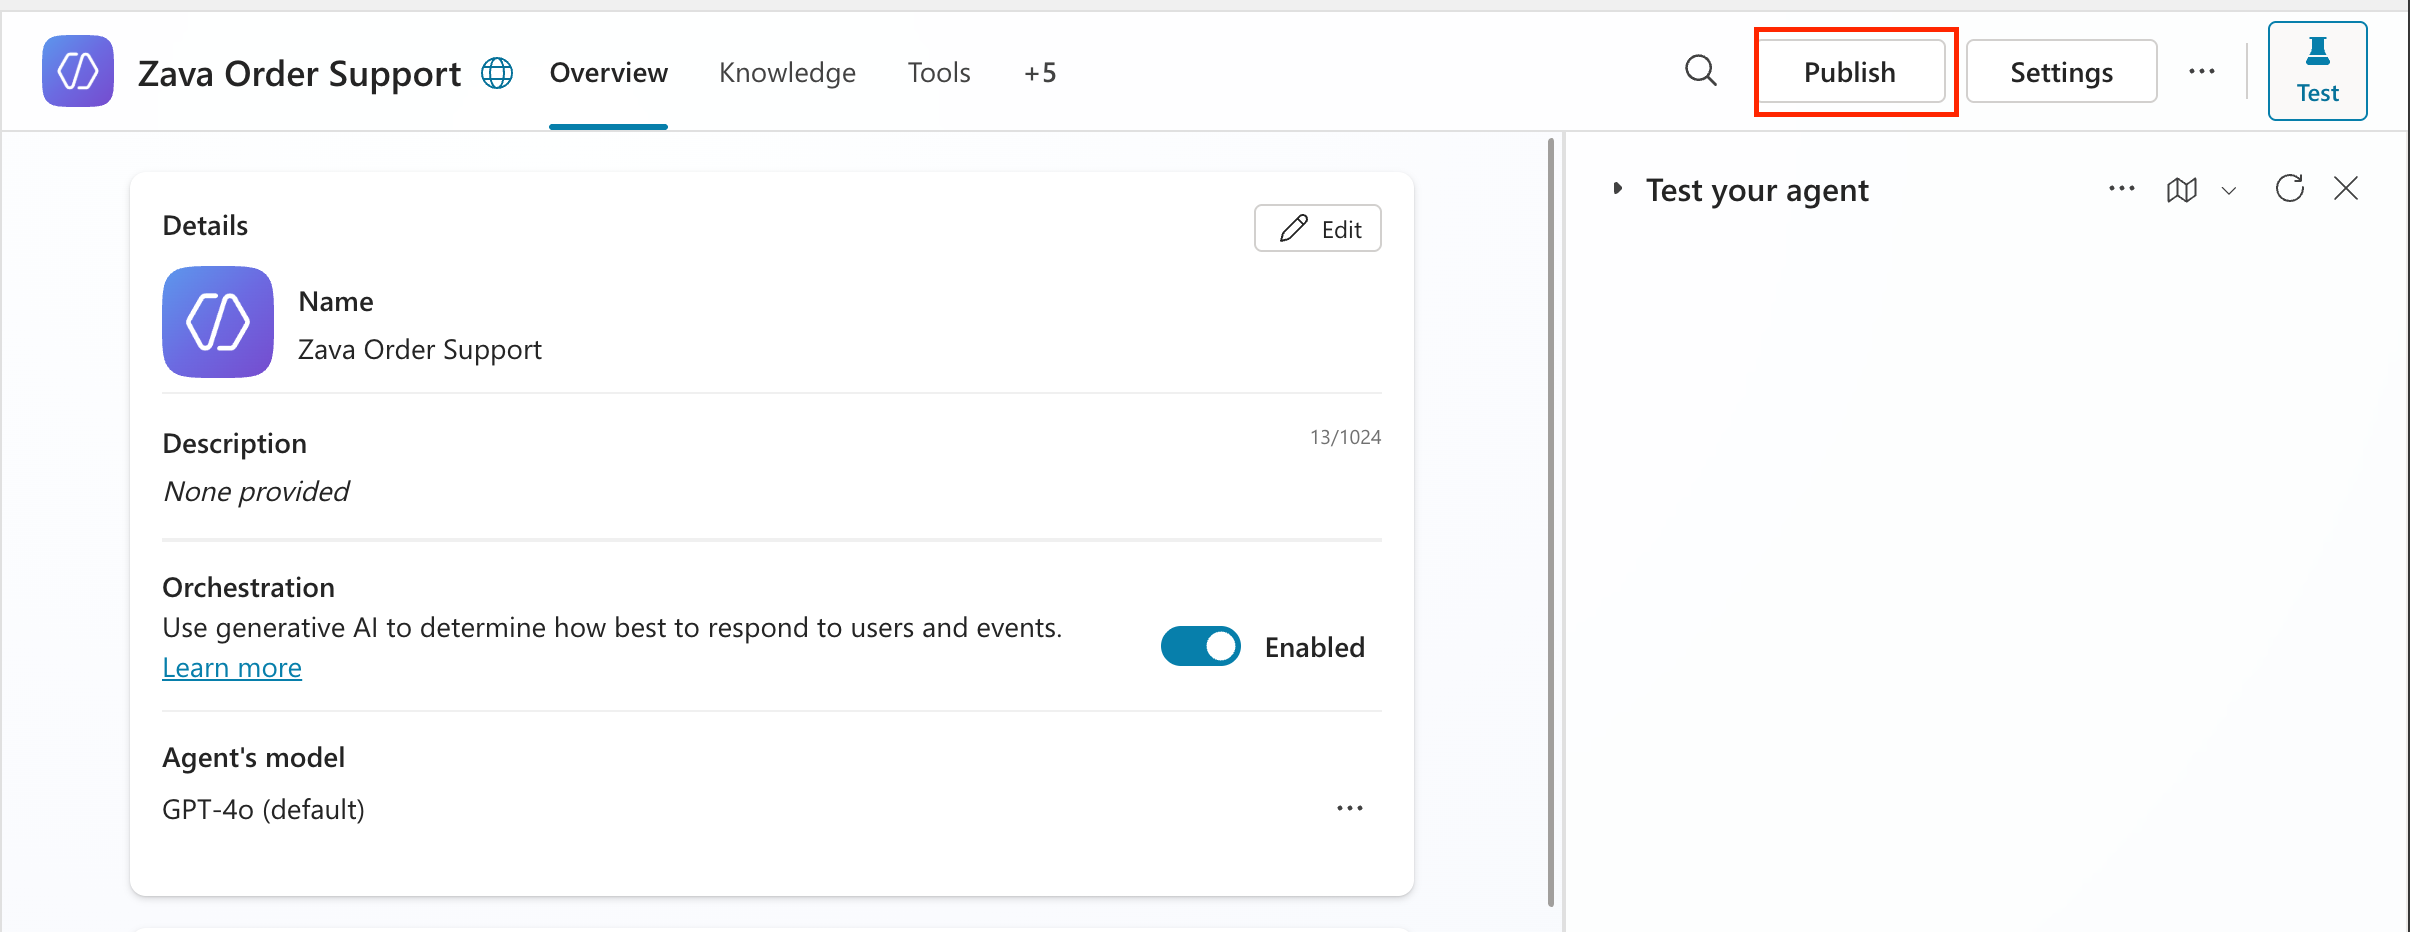 Zava Order Support
Overview
Knowledge
Tools
+5
Publish
Settings
Test
Details
Edit
Name
Zava Order Support
Description
13/1024
None provided
Orchestration
Use generative AI to determine how best to respond to users and events.
Learn more
Enabled
Agent's model
GPT-4o (default)
Test your agent